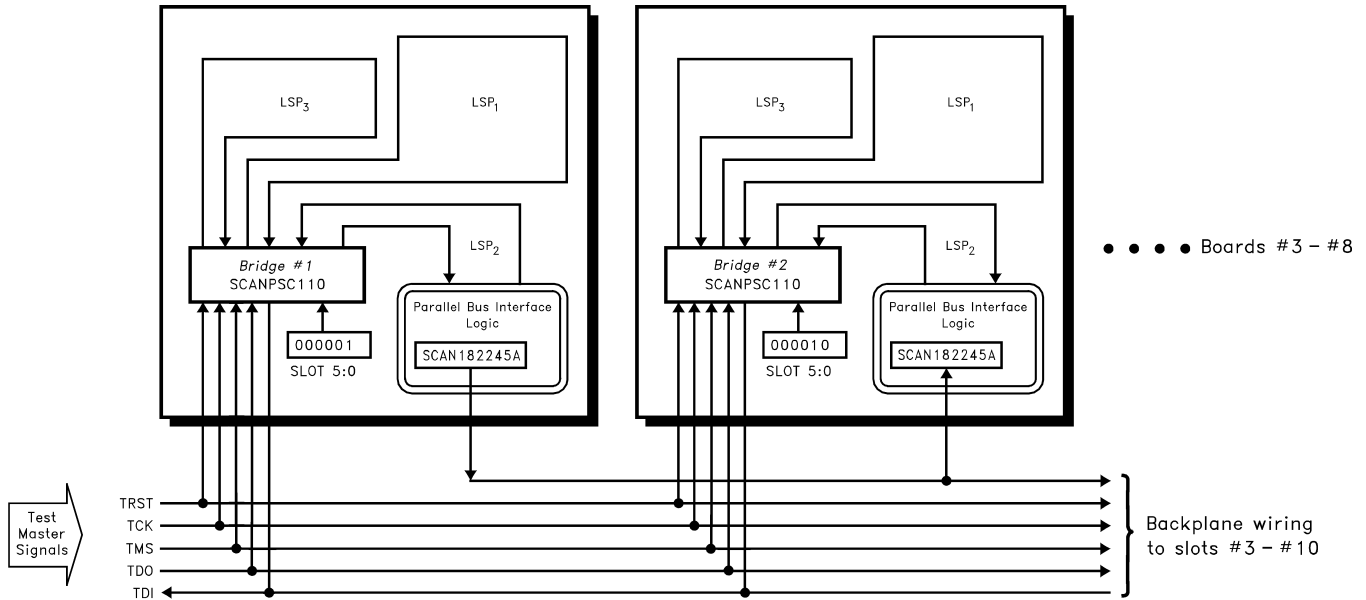 LSP3
LSP1
LSP2
Bridge #1
SCANPSC110
Parallel Bus Interface
Logic
000001
SCAN182245A
SLOT 5:0
LSP3
LSP1
LSP2
Bridge #2
SCANPSC110
Parallel Bus Interface
Logic
000010
SCAN182245A
SLOT 5:0
Boards #3 – #8
Test
Master
Signals
TRST
TCK
TMS
TDO
TDI
Backplane wiring
to slots #3 – #10